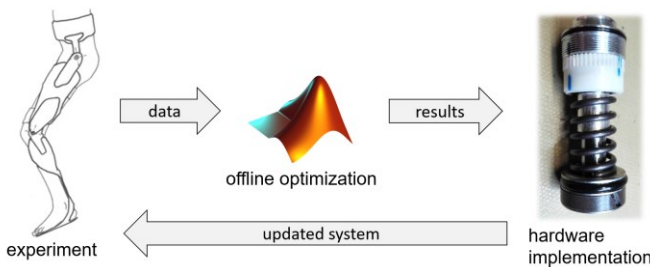 data
results
offline optimization
updated system
experiment
hardware
implementation